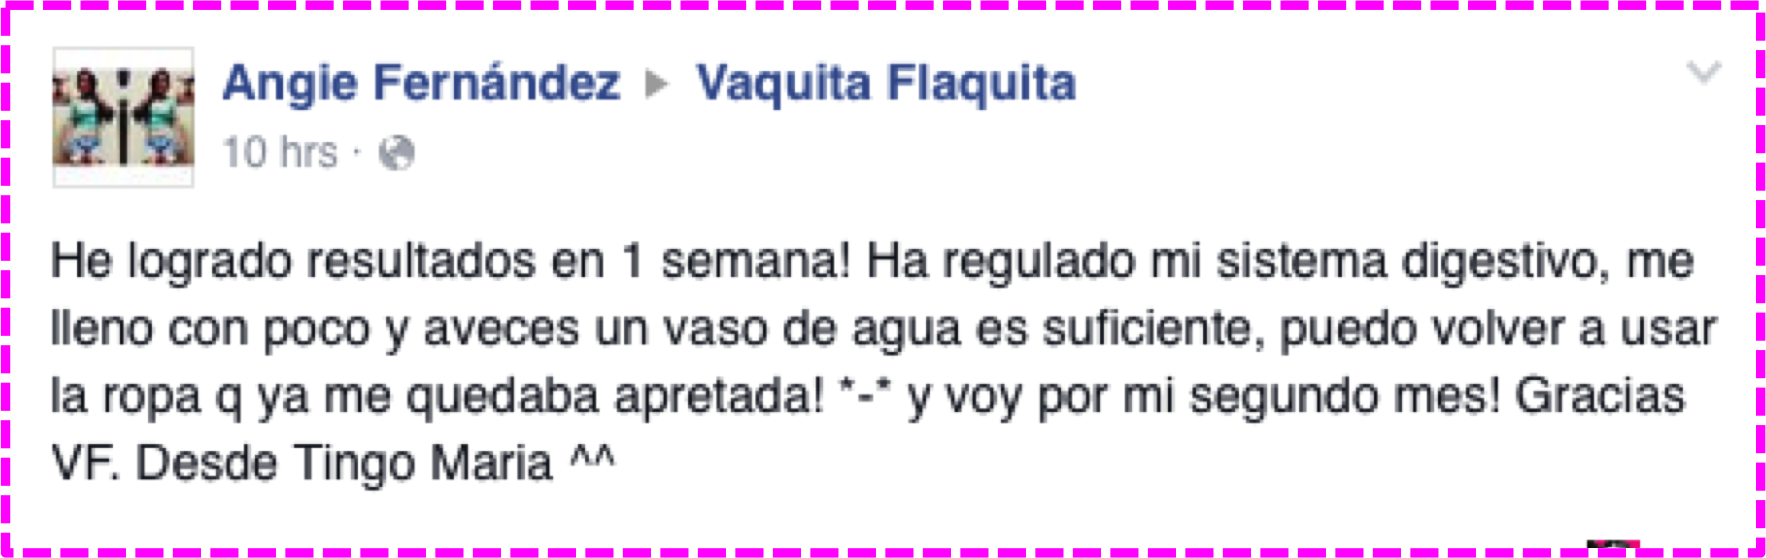 Angie Fernández ▸ Vaquita Flaquita
10 hrs ·
He logrado resultados en 1 semana! Ha regulado mi sistema digestivo, me
lleno con poco y aveces un vaso de agua es suficiente, puedo volver a usar
la ropa q ya me quedaba apretada! *-* y voy por mi segundo mes! Gracias
VF. Desde Tingo Maria ^^